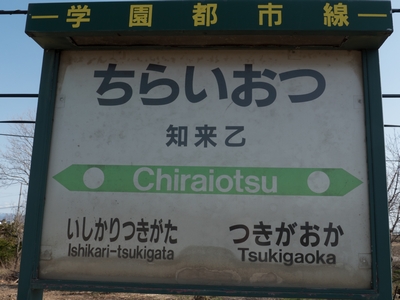 学園都市線
ちらいおつ
知来乙
Chiraiotsu
いしかりつきがた つきがおか
Ishikari-tsukigata Tsukigaoka